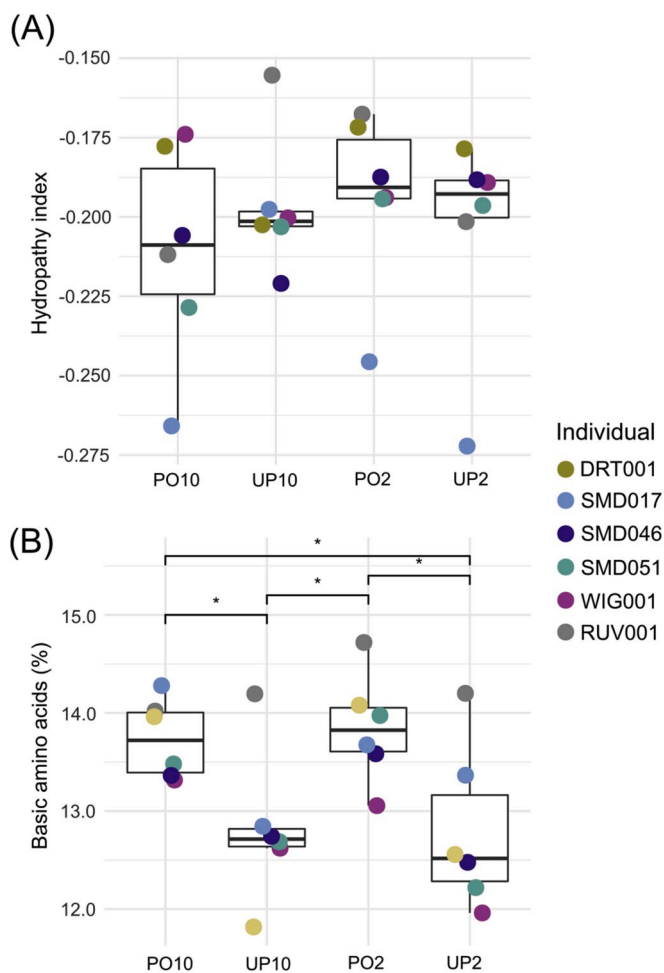 (A)
Hydropathy index
-0.150
-0.175
-0.200
-0.225
-0.250
-0.275
PO10 UP10 PO2 UP2
Individual
DRT001
SMD017
SMD046
SMD051
WIG001
RUV001
(B)
Basic amino acids (%)
* * * *
15.0
14.0
13.0
12.0
PO10 UP10 PO2 UP2